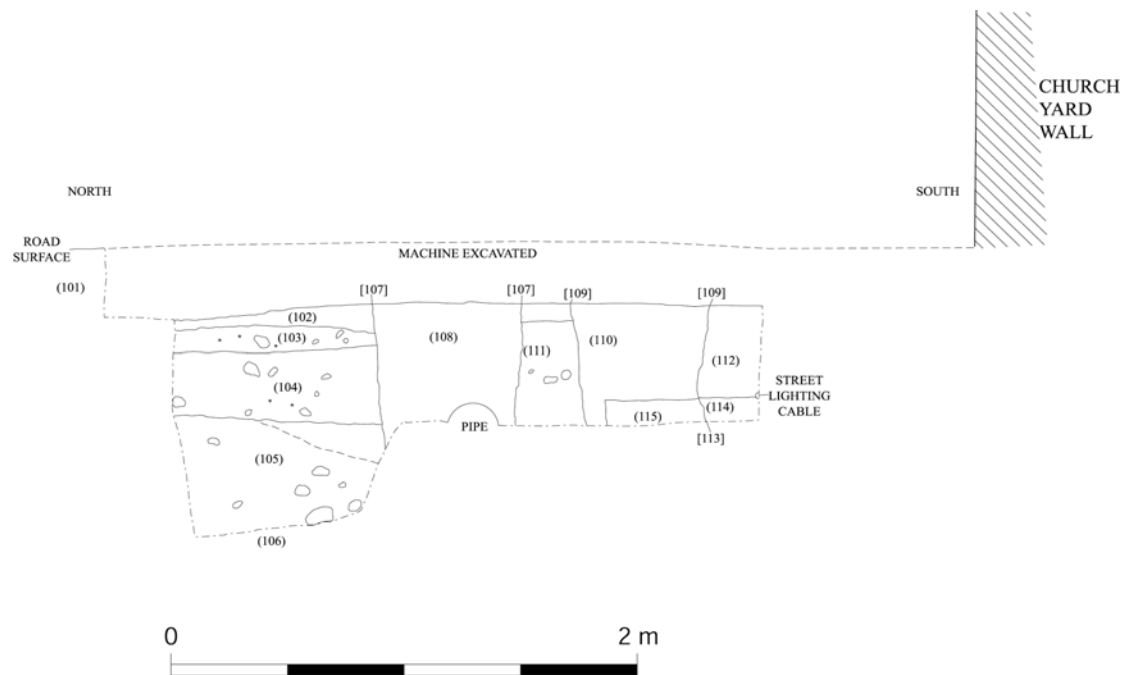 CHURCH
YARD
WALL
NORTH
SOUTH
ROAD
SURFACE
MACHINE EXCAVATED
(101)
[107]
[107]
[109]
[109]
(102)
(103)
(108)
(110)
(111)
(112)
(104)
STREET
LIGHTING
CABLE
(114)
(115)
PIPE
[113]
(105)
(106)
0
2 m